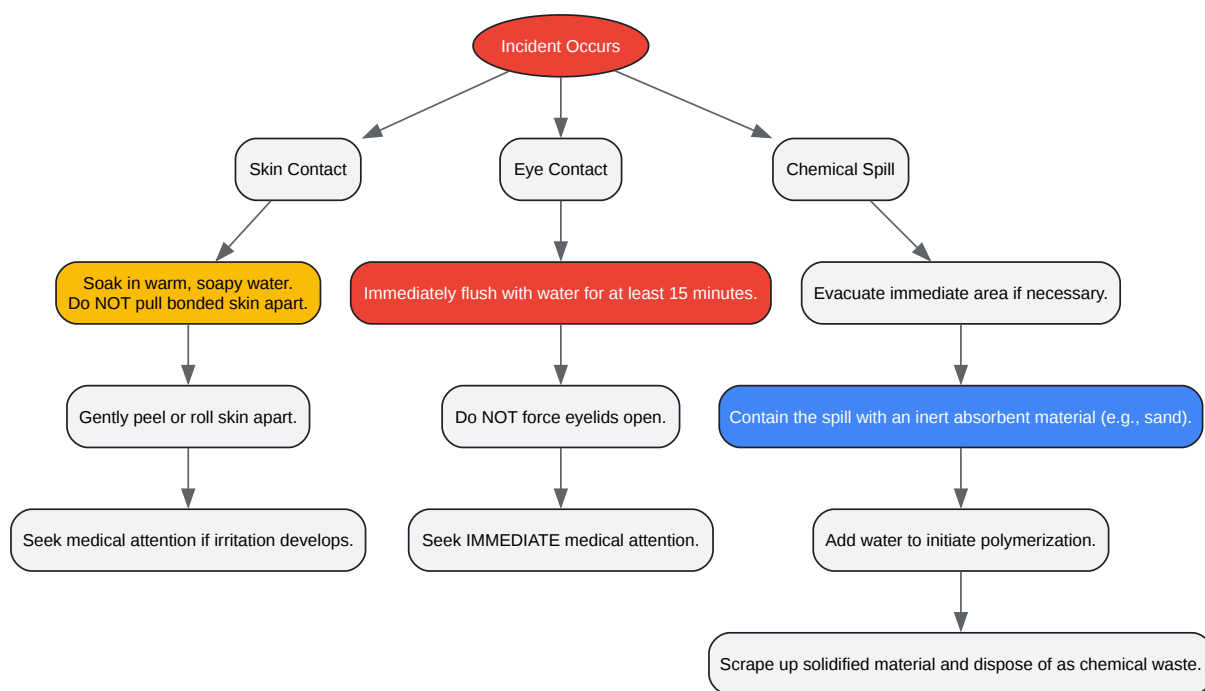 Incident Occurs
Skin Contact
Eye Contact
Chemical Spill
Soak in warm, soapy water.
Do NOT pull bonded skin apart.
Immediately flush with water for at least 15 minutes.
Evacuate immediate area if necessary.
Gently peel or roll skin apart.
Do NOT force eyelids open.
Contain the spill with an inert absorbent material (e.g., sand).
Seek medical attention if irritation develops.
Seek IMMEDIATE medical attention.
Add water to initiate polymerization.
Scrape up solidified material and dispose of as chemical waste.